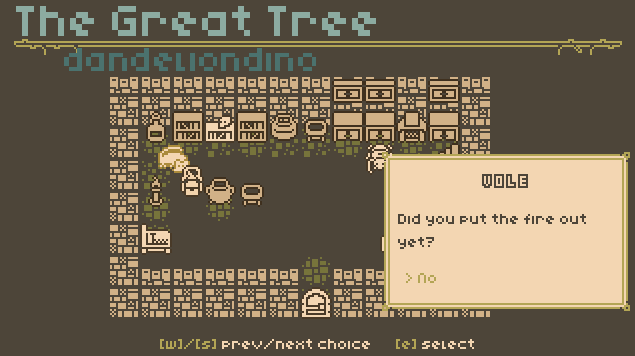 The Great Tree
dandeliondino
VOLE
Did you put the fire out
yet?
> No
[w]/[s] prev/next choice [e] select